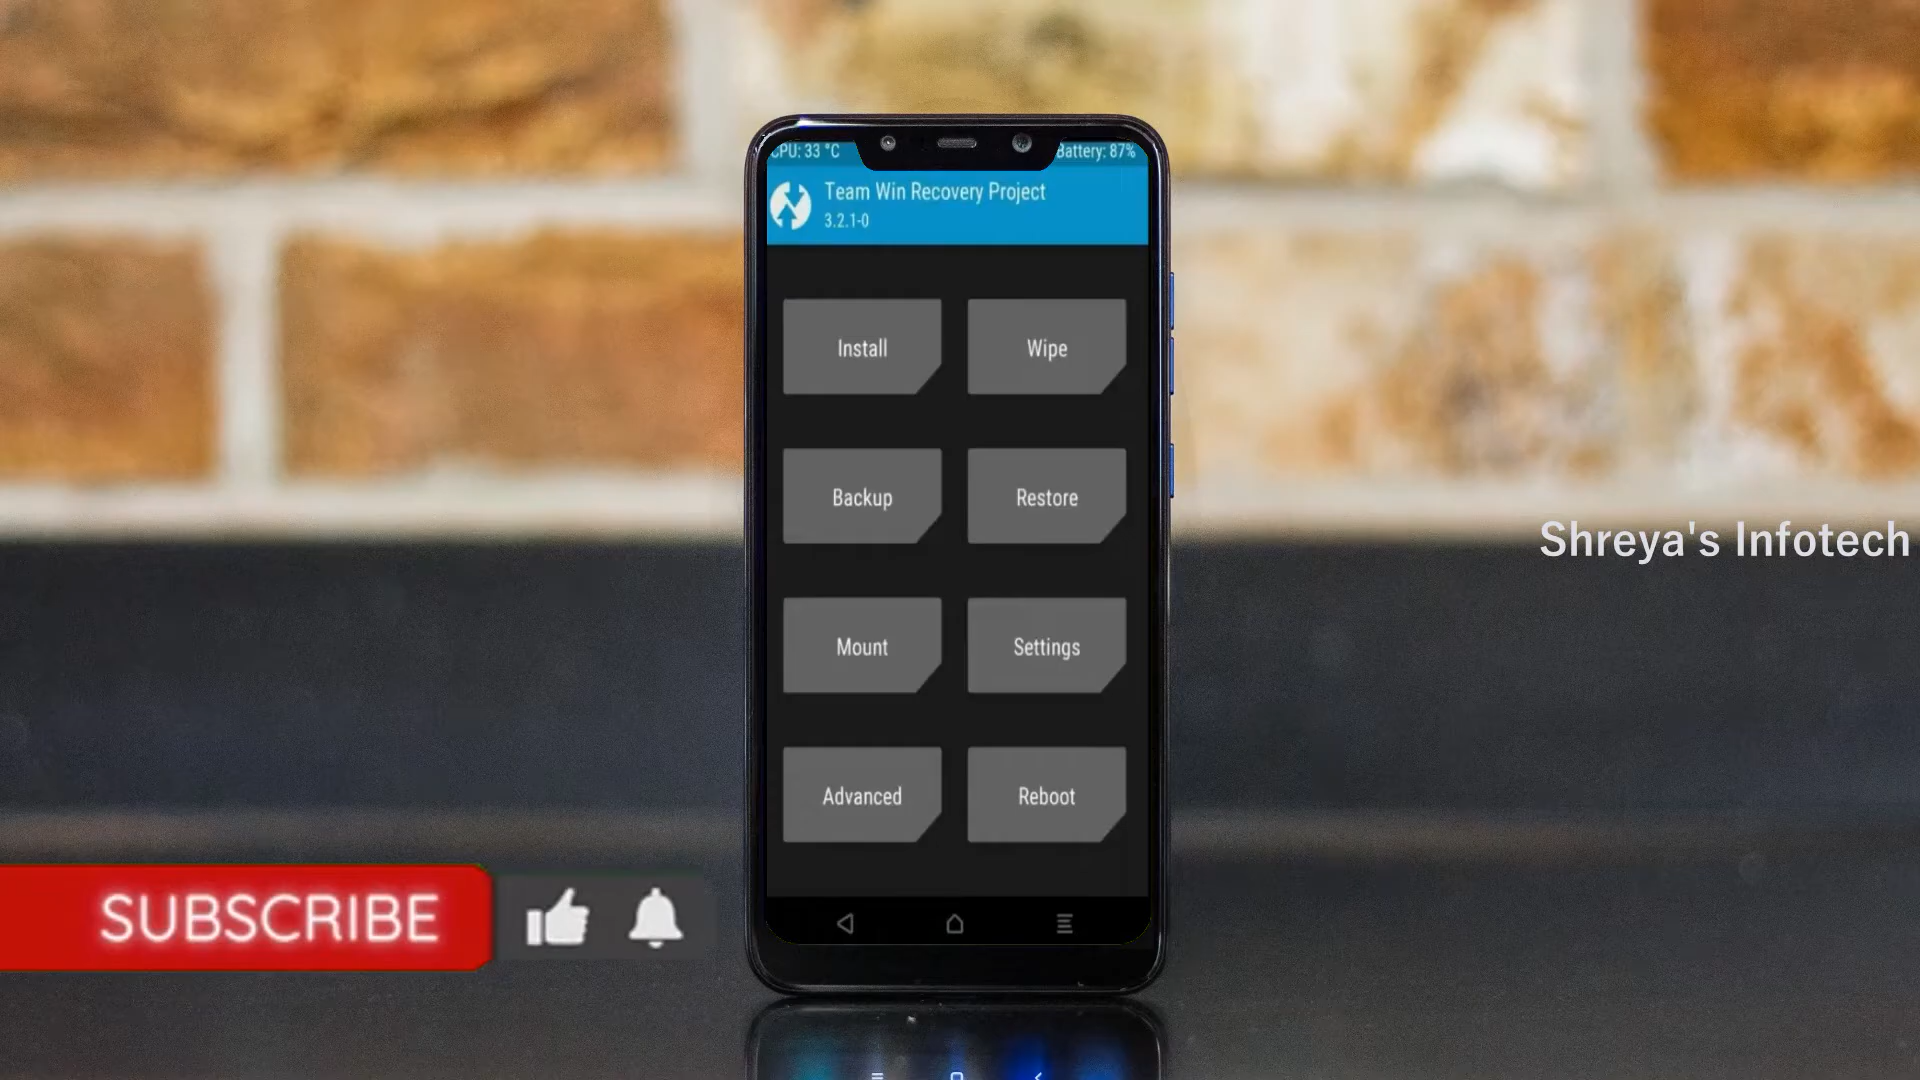 CPU: 33 °C
Battery: 87%
Team Win Recovery Project
3.2.1-0
Install
Wipe
Backup
Restore
Shreya's Infotech
Mount
Settings
Advanced
Reboot
SUBSCRIBE